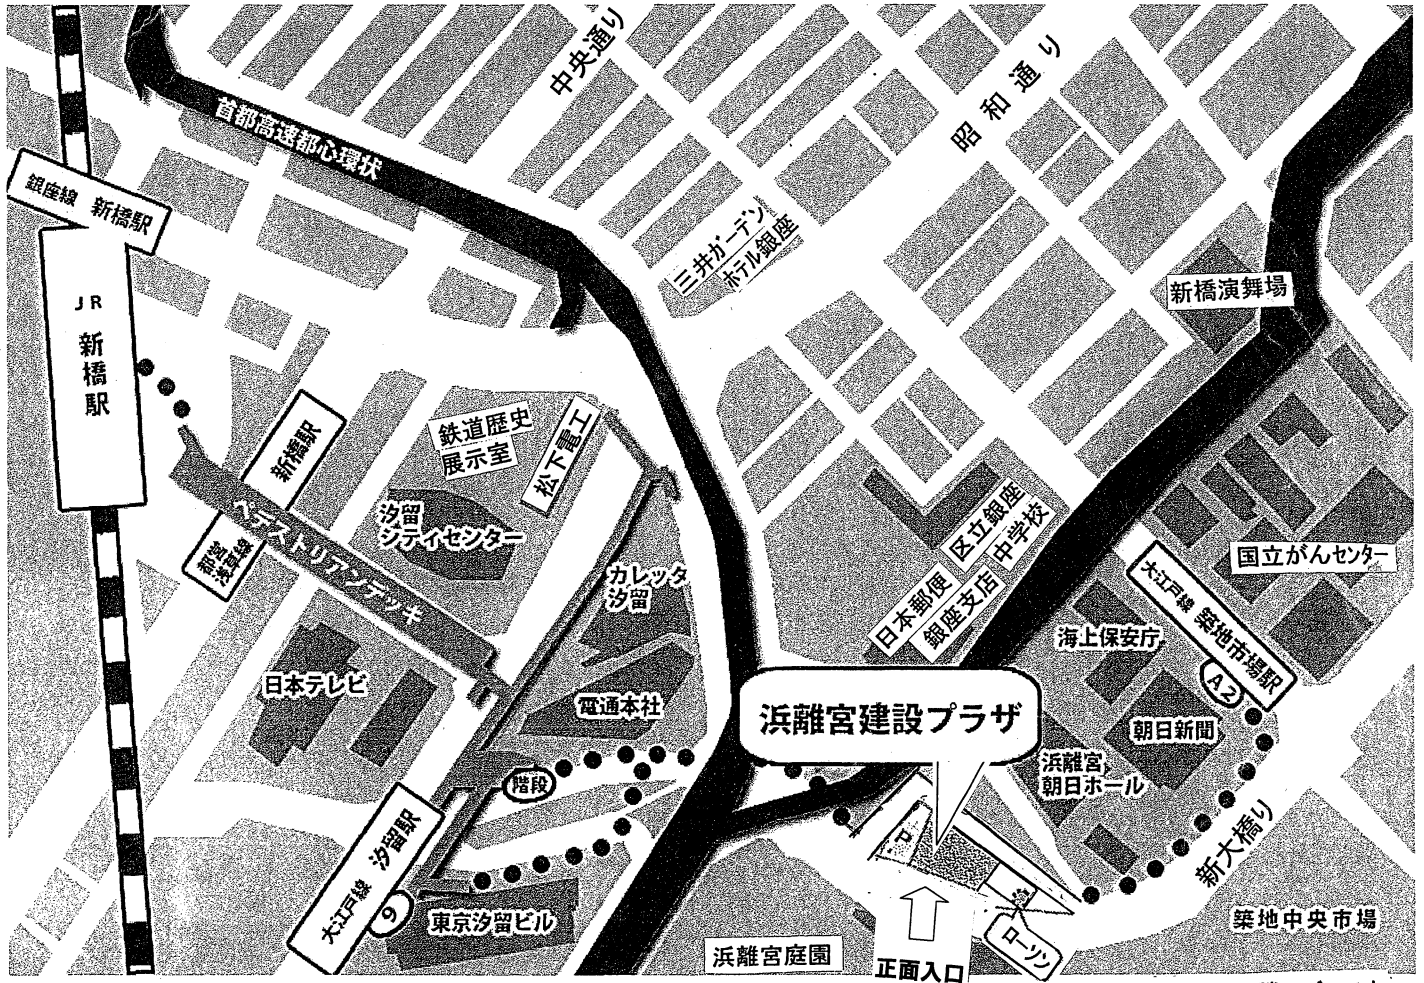 中央通り
昭和通り
首都高速都心環状
銀座線 新橋駅
三井ガーデン
ホテル銀座
新橋演舞場
JR
新橋駅
鉄道歴史
展示室
松下電工
新橋駅
都営
浅草線
ペデストリアンデッキ
汐留
シティセンター
カレッタ
汐留
区立銀座
中学校
日本郵便
銀座支店
国立がんセンター
大江戸線 築地市場駅
A2
海上保安庁
日本テレビ
電通本社
浜離宮建設プラザ
朝日新聞
浜離宮
朝日ホール
階段
P
新大橋り
大江戸線 汐留駅
9
東京汐留ビル
浜離宮庭園
正面入口
ローソン
築地中央市場